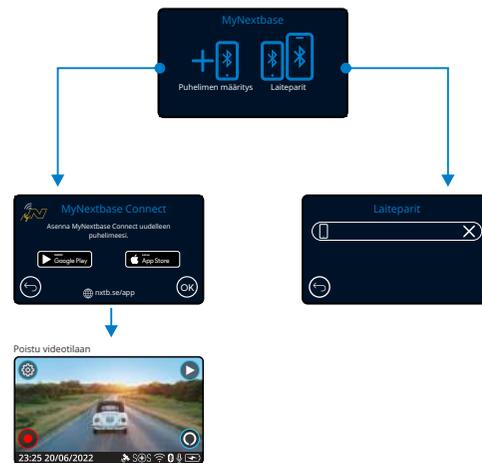 MyNextbase
Puhelimen määritys
Laiteparit
MyNextbase Connect
Asenna MyNextbase Connect uudelleen
puhelimeesi.
Google Play
App Store
nxtb.se/app
OK
Laiteparit
Poistu videotilaan
23:25 20/06/2022
SOS